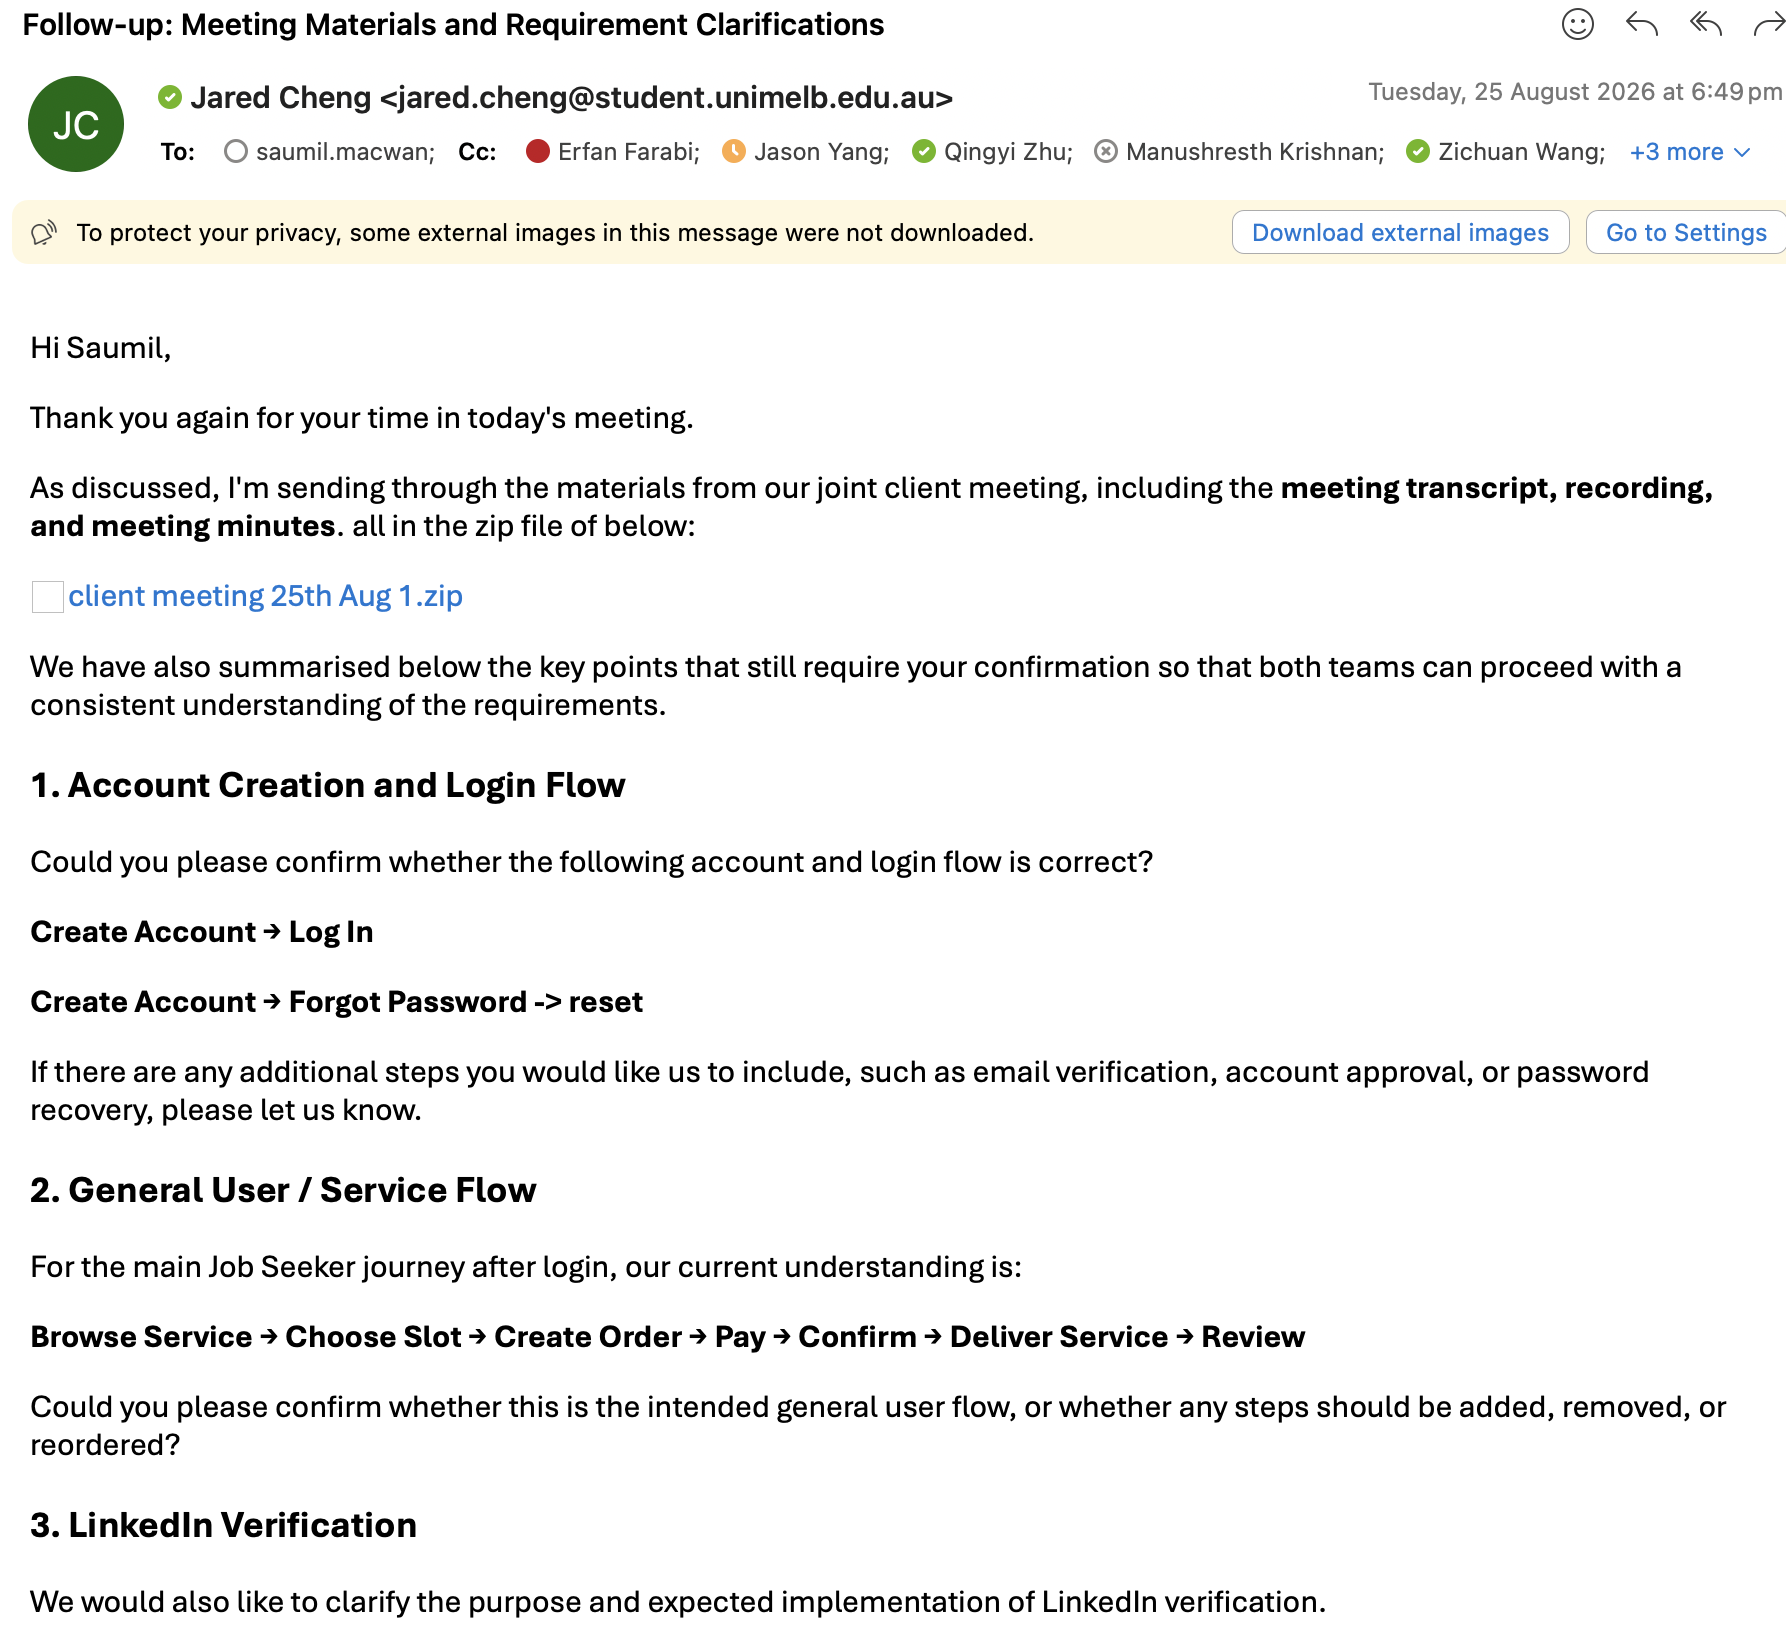 Follow-up: Meeting Materials and Requirement Clarifications
JC
Jared Cheng <jared.cheng@student.unimelb.edu.au>
Tuesday, 25 August 2026 at 6:49 pm
To: saumil.macwan; Cc: Erfan Farabi; Jason Yang; Qingyi Zhu; Manushresth Krishnan; Zichuan Wang; +3 more
To protect your privacy, some external images in this message were not downloaded.
Download external images
Go to Settings
Hi Saumil,
Thank you again for your time in today's meeting.
As discussed, I'm sending through the materials from our joint client meeting, including the meeting transcript, recording,
and meeting minutes. all in the zip file of below:
client meeting 25th Aug 1.zip
We have also summarised below the key points that still require your confirmation so that both teams can proceed with a
consistent understanding of the requirements.
1. Account Creation and Login Flow
Could you please confirm whether the following account and login flow is correct?
Create Account → Log In
Create Account → Forgot Password -> reset
If there are any additional steps you would like us to include, such as email verification, account approval, or password
recovery, please let us know.
2. General User / Service Flow
For the main Job Seeker journey after login, our current understanding is:
Browse Service → Choose Slot → Create Order → Pay → Confirm → Deliver Service → Review
Could you please confirm whether this is the intended general user flow, or whether any steps should be added, removed, or
reordered?
3. LinkedIn Verification
We would also like to clarify the purpose and expected implementation of LinkedIn verification.